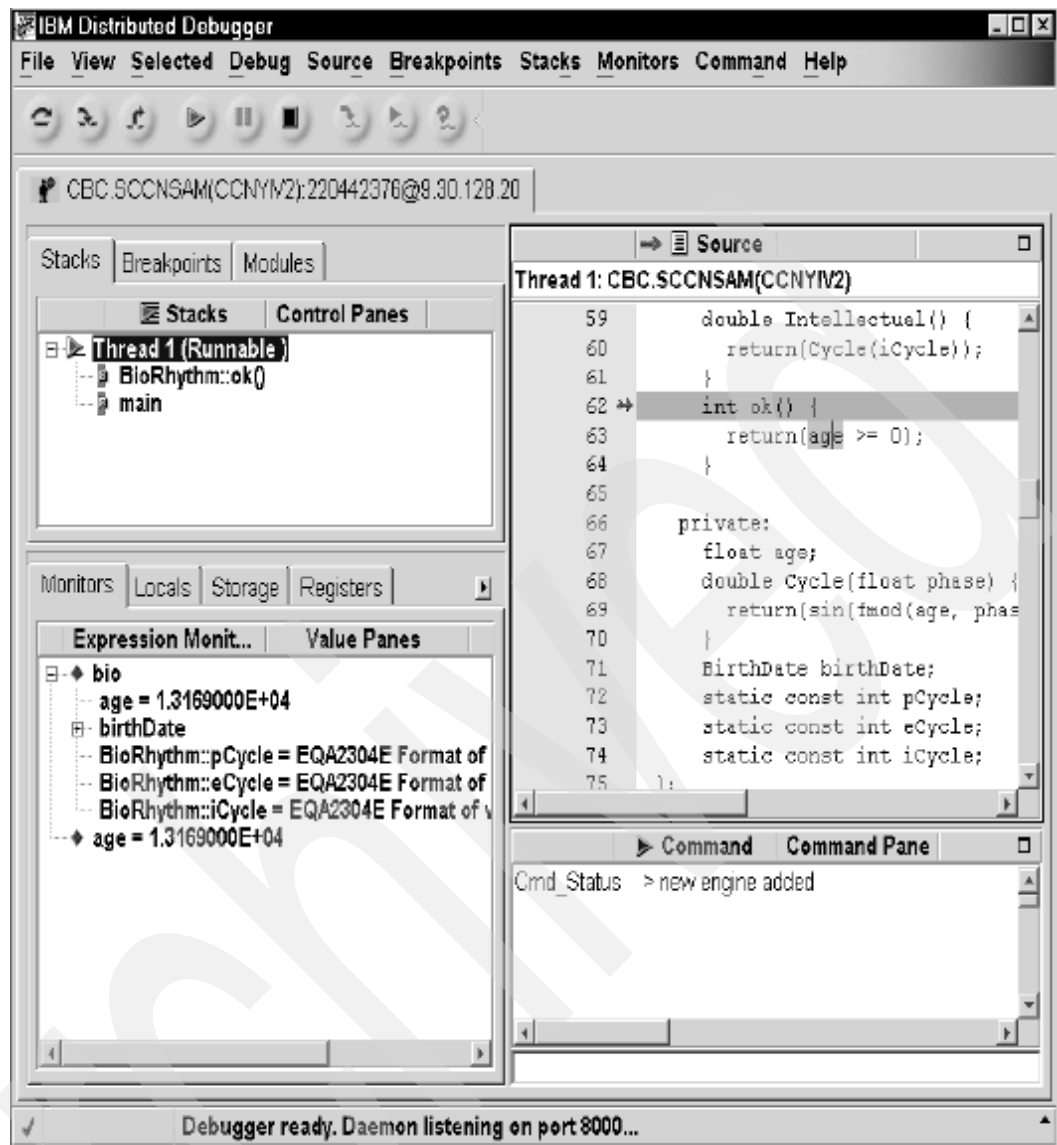 IBM Distributed Debugger
File View Selected Debug Source Breakpoints Stacks Monitors Command Help
CBC.SCCNSAM(CCNYIV2):220442376@9.30.128.20
Stacks Breakpoints Modules
Stacks Control Panes
Thread 1 (Runnable )
BioRhythm::ok()
main
Monitors Locals Storage Registers
Expression Monit... Value Panes
bio
age = 1.3169000E+04
birthDate
BioRhythm::pCycle = EQA2304E Format of
BioRhythm::eCycle = EQA2304E Format of
BioRhythm::iCycle = EQA2304E Format of v
age = 1.3169000E+04
Source
Thread 1: CBC.SCCNSAM(CCNYIV2)
59 double Intellectual() {
60 return(Cycle(iCycle));
61 }
62 int ok() {
63 return(age >= 0);
64 }
65
66 private:
67 float age;
68 double Cycle(float phase) {
69 return(sin(fmod(age, phas
70 }
71 BirthDate birthDate;
72 static const int pCycle;
73 static const int eCycle;
74 static const int iCycle;
75 };
Command Command Pane
Cmd_Status > new engine added
Debugger ready. Daemon listening on port 8000...